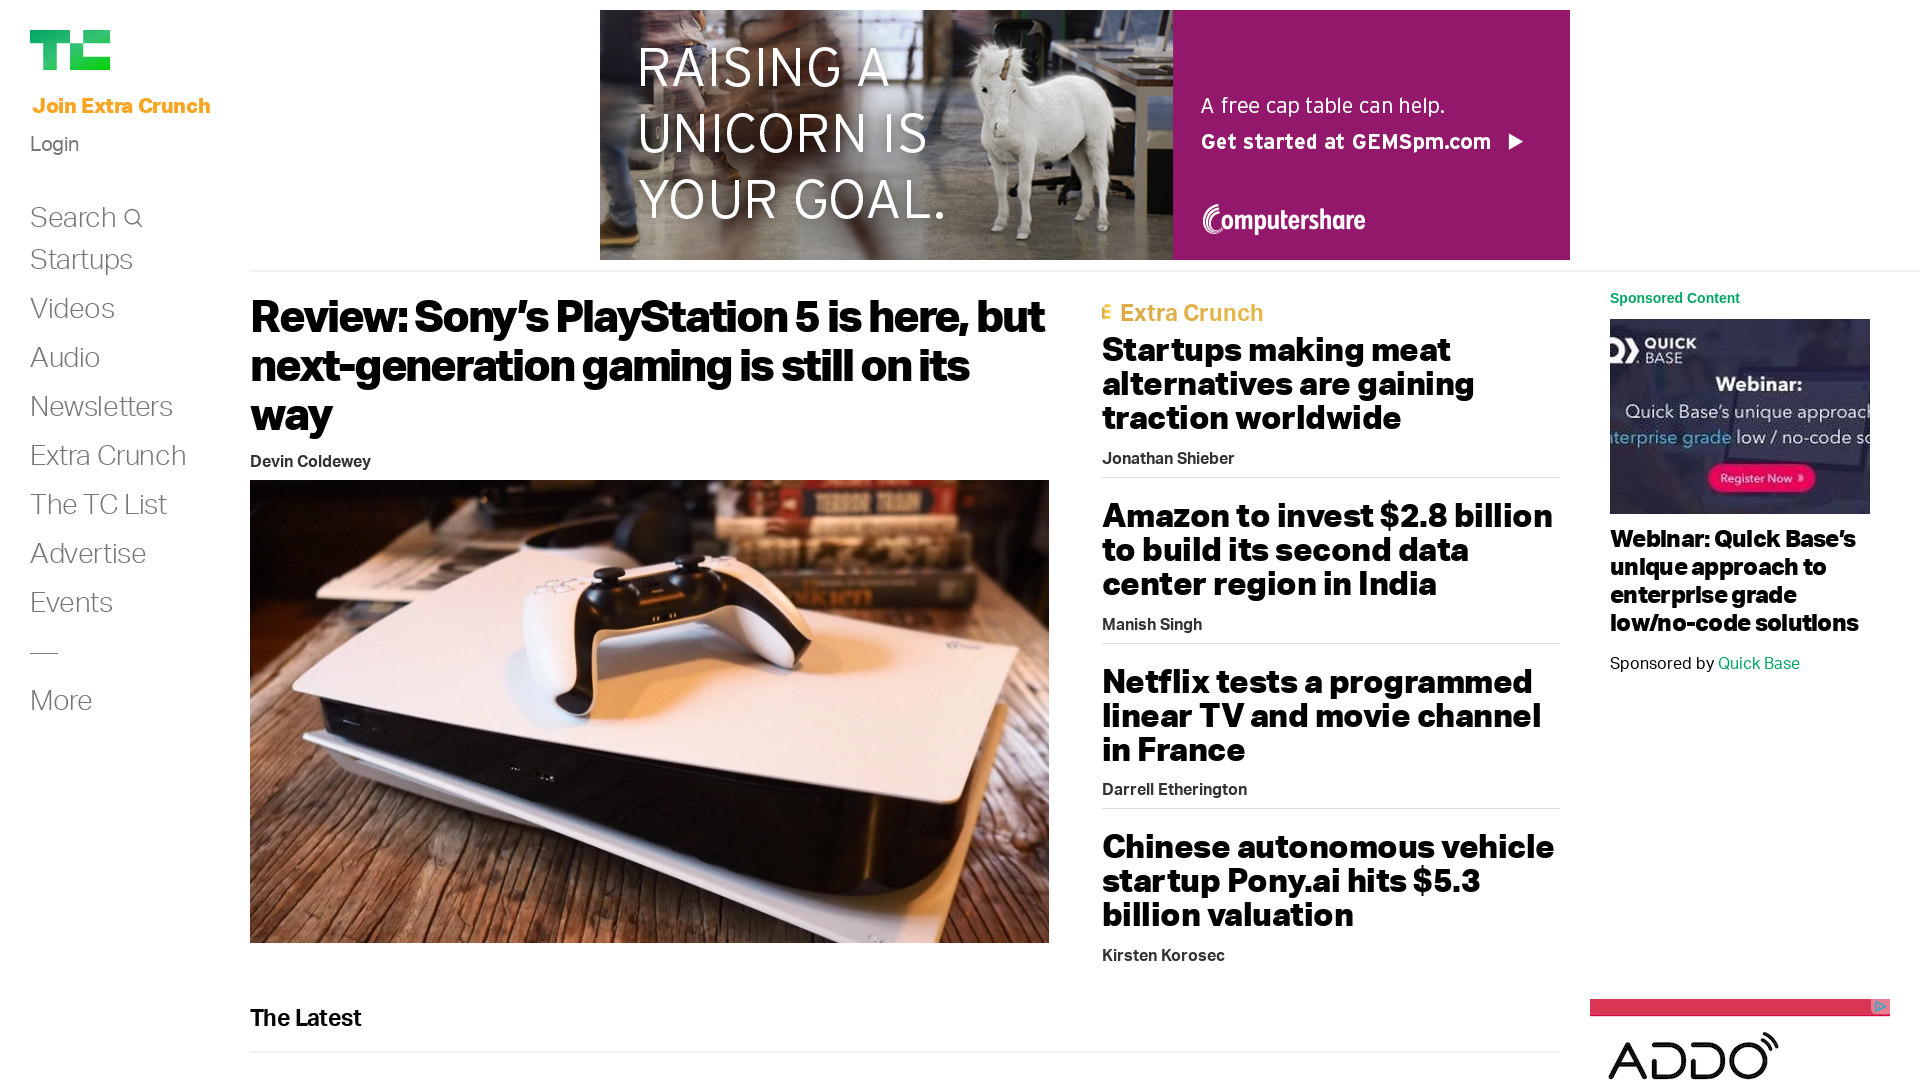 TC
Join Extra Crunch
Login
Search
Startups
Videos
Audio
Newsletters
Extra Crunch
The TC List
Advertise
Events
—
More
RAISING A
UNICORN IS
YOUR GOAL.
A free cap table can help.
Get started at GEMSpm.com
Computershare
Review: Sony’s PlayStation 5 is here, but
next-generation gaming is still on its
way
Devin Coldewey
TERROR TRAIN
Extra Crunch
Startups making meat
alternatives are gaining
traction worldwide
Jonathan Shieber
Amazon to invest $2.8 billion
to build its second data
center region in India
Manish Singh
Netflix tests a programmed
linear TV and movie channel
in France
Darrell Etherington
Chinese autonomous vehicle
startup Pony.ai hits $5.3
billion valuation
Kirsten Korosec
Sponsored Content
QUICK
BASE
Webinar:
Quick Base’s unique approach
enterprise grade low / no-code so
Register Now
Webinar: Quick Base’s
unique approach to
enterprise grade
low/no-code solutions
Sponsored by Quick Base
The Latest
ADDO